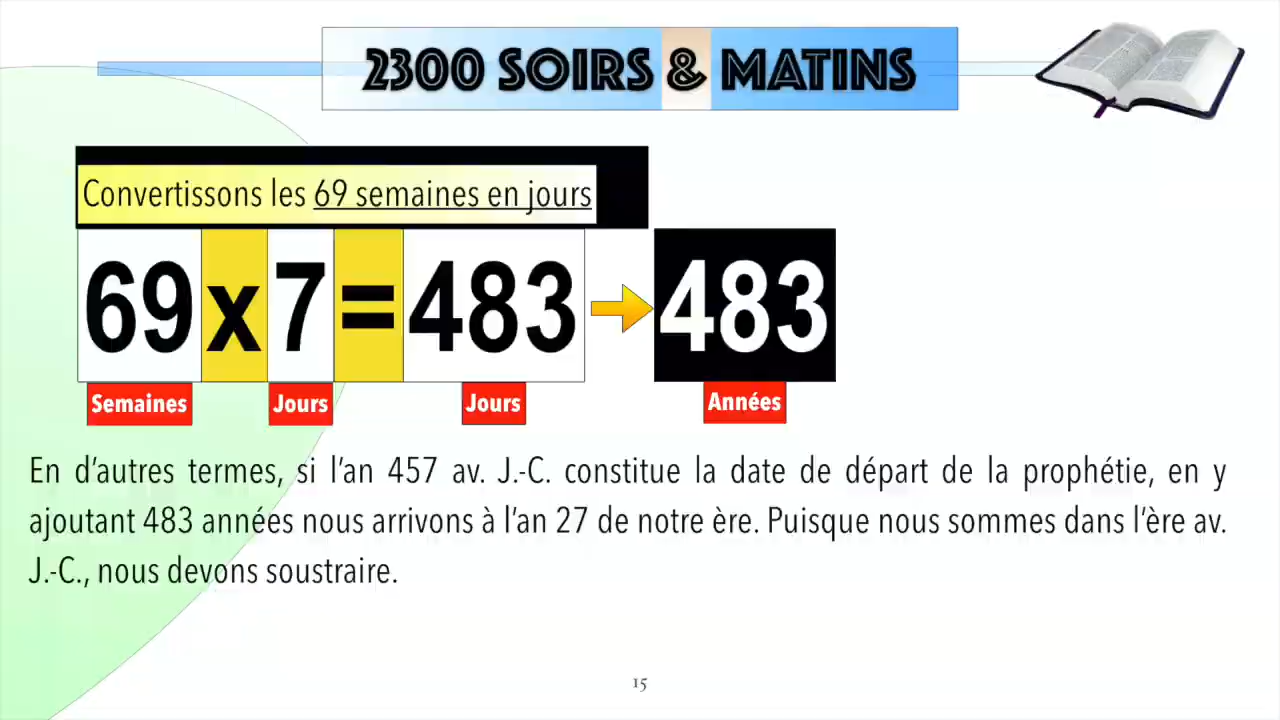 2300 SOIRS & MATINS
Convertissons les 69 semaines en jours
69 x 7 = 483 483
Semaines Jours Jours Années
En d’autres termes, si l’an 457 av. J.-C. constitue la date de départ de la prophétie, en y
ajoutant 483 années nous arrivons à l’an 27 de notre ère. Puisque nous sommes dans l’ère av.
J.-C., nous devons soustraire.
15